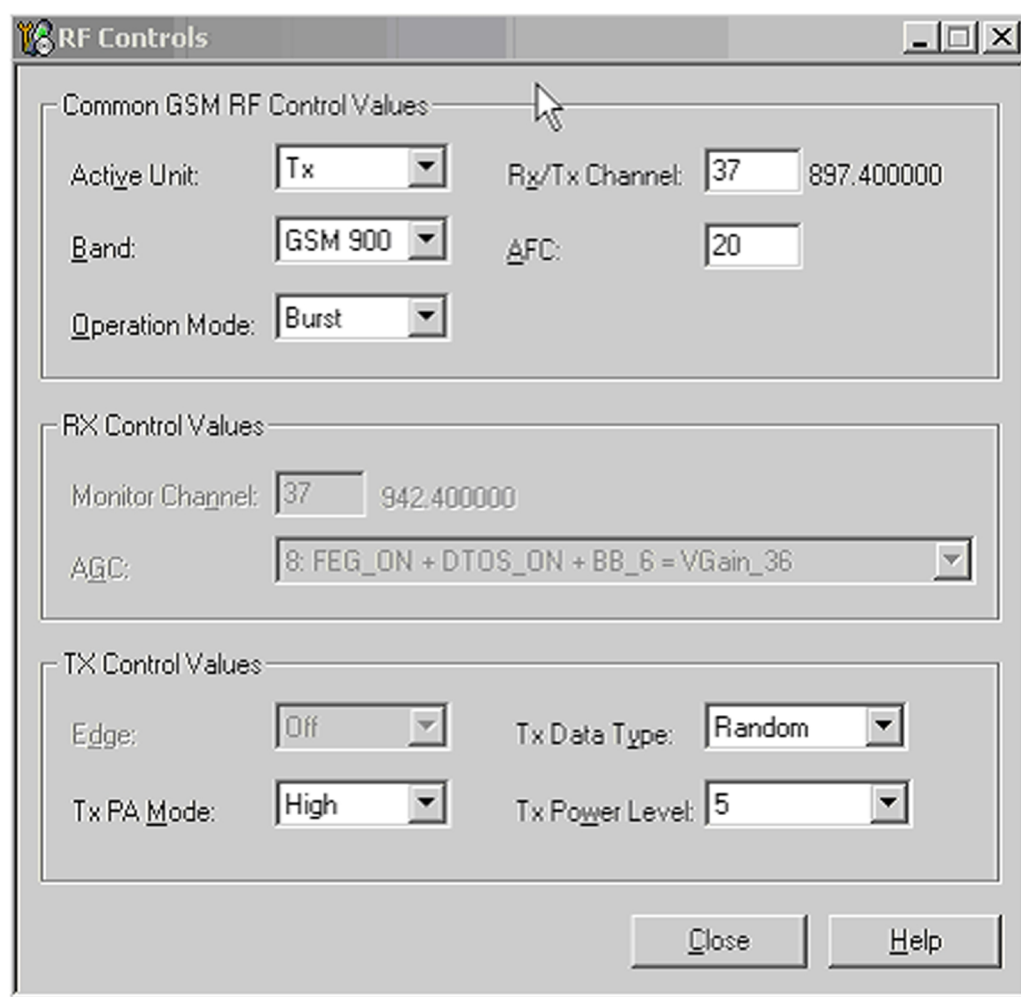 RF Controls
Common GSM RF Control Values
Active Unit: Tx Rx/Tx Channel: 37 897.400000
Band: GSM 900 AFC: 20
Operation Mode: Burst
RX Control Values
Monitor Channel: 37 942.400000
AGC: 8: FEG_ON + DTOS_ON + BB_6 = VGain_36
TX Control Values
Edge: Off Tx Data Type: Random
Tx PA Mode: High Tx Power Level: 5
Close Help